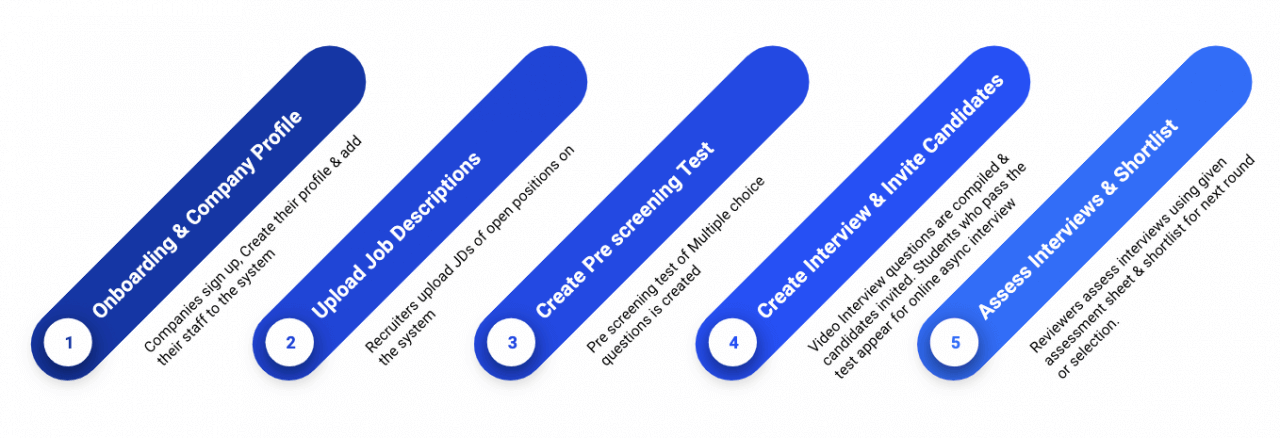 1
Onboarding & Company Profile
Companies sign up, Create their profile & add
their staff to the system
2
Upload Job Descriptions
Recruiters upload JDs of open positions on
the system
3
Create Pre screening Test
Pre screening test of Multiple choice
questions is created
4
Create Interview & Invite Candidates
Video Interview questions are compiled &
candidates invited. Students who pass the
test appear for online async interview
5
Assess Interviews & Shortlist
Reviewers assess interviews using given
assessment sheet & shortlist for next round
or selection.